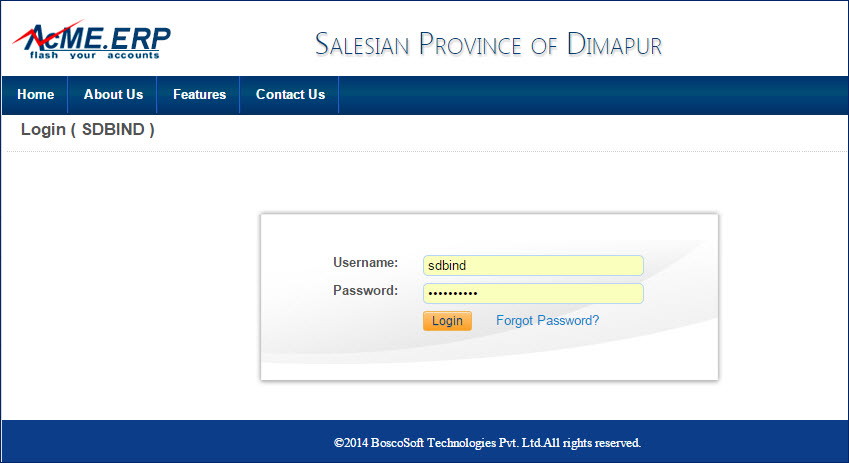 AcME.ERP
flash your accounts
Salesian Province of Dimapur
Home About Us Features Contact Us
Login ( SDBIND )
Username: sdbind
Password: ••••••••••
Login Forgot Password?
©2014 BoscoSoft Technologies Pvt. Ltd.All rights reserved.